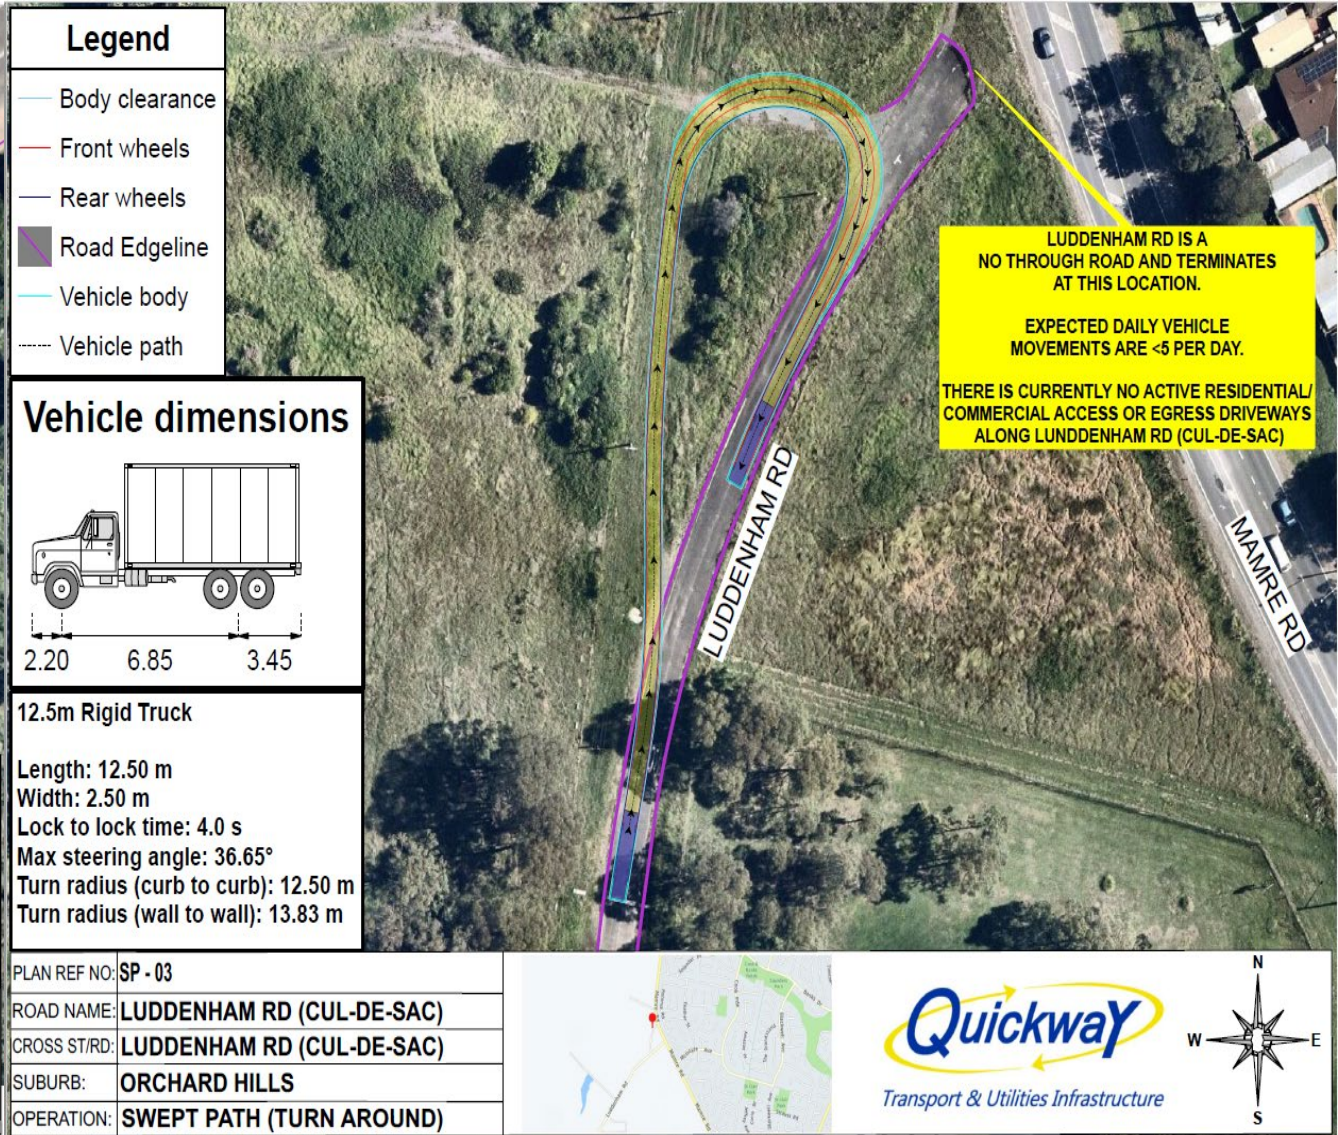 Legend
Body clearance
Front wheels
Rear wheels
Road Edgeline
Vehicle body
Vehicle path
Vehicle dimensions
2.20 6.85 3.45
12.5m Rigid Truck
Length: 12.50 m
Width: 2.50 m
Lock to lock time: 4.0 s
Max steering angle: 36.65°
Turn radius (curb to curb): 12.50 m
Turn radius (wall to wall): 13.83 m
LUDDENHAM RD IS A
NO THROUGH ROAD AND TERMINATES
AT THIS LOCATION.
EXPECTED DAILY VEHICLE
MOVEMENTS ARE <5 PER DAY.
THERE IS CURRENTLY NO ACTIVE RESIDENTIAL/
COMMERCIAL ACCESS OR EGRESS DRIVEWAYS
ALONG LUNDDENHAM RD (CUL-DE-SAC)
LUDDENHAM RD
MAMRE RD
PLAN REF NO: SP - 03
ROAD NAME: LUDDENHAM RD (CUL-DE-SAC)
CROSS ST/RD: LUDDENHAM RD (CUL-DE-SAC)
SUBURB: ORCHARD HILLS
OPERATION: SWEPT PATH (TURN AROUND)
Luddenham Rd
Mamre Rd
Quickway
Transport & Utilities Infrastructure
N
W E
S